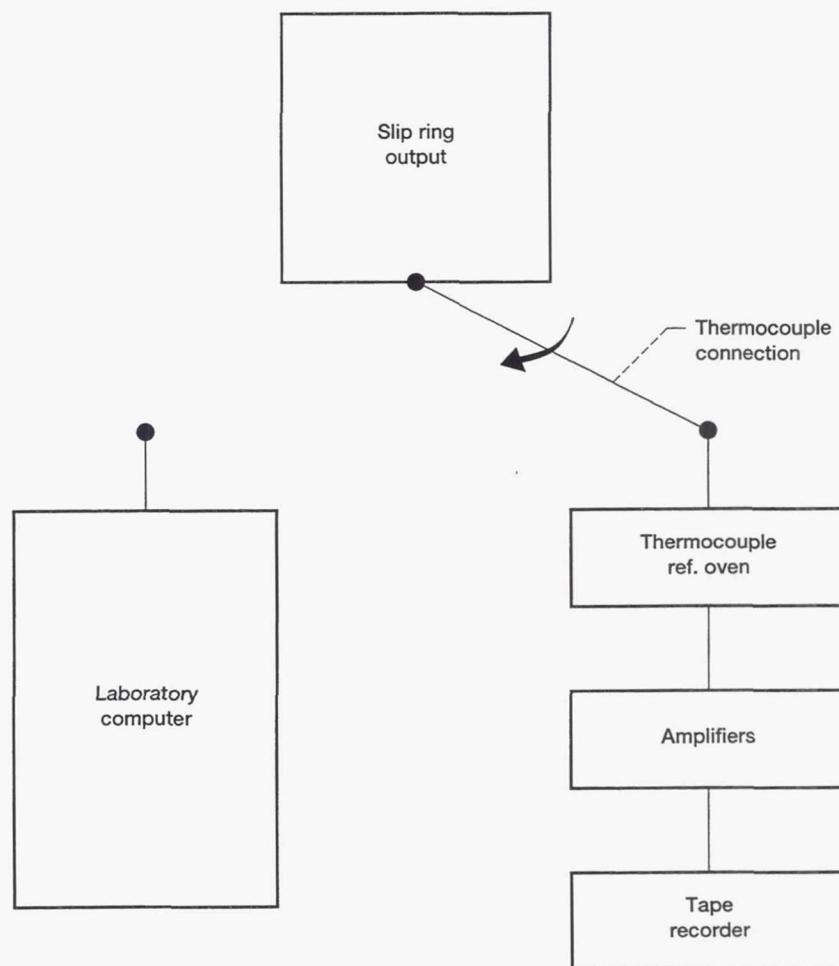 Slip ring
output
Thermocouple
connection
Thermocouple
ref. oven
Laboratory
computer
Amplifiers
Tape
recorder